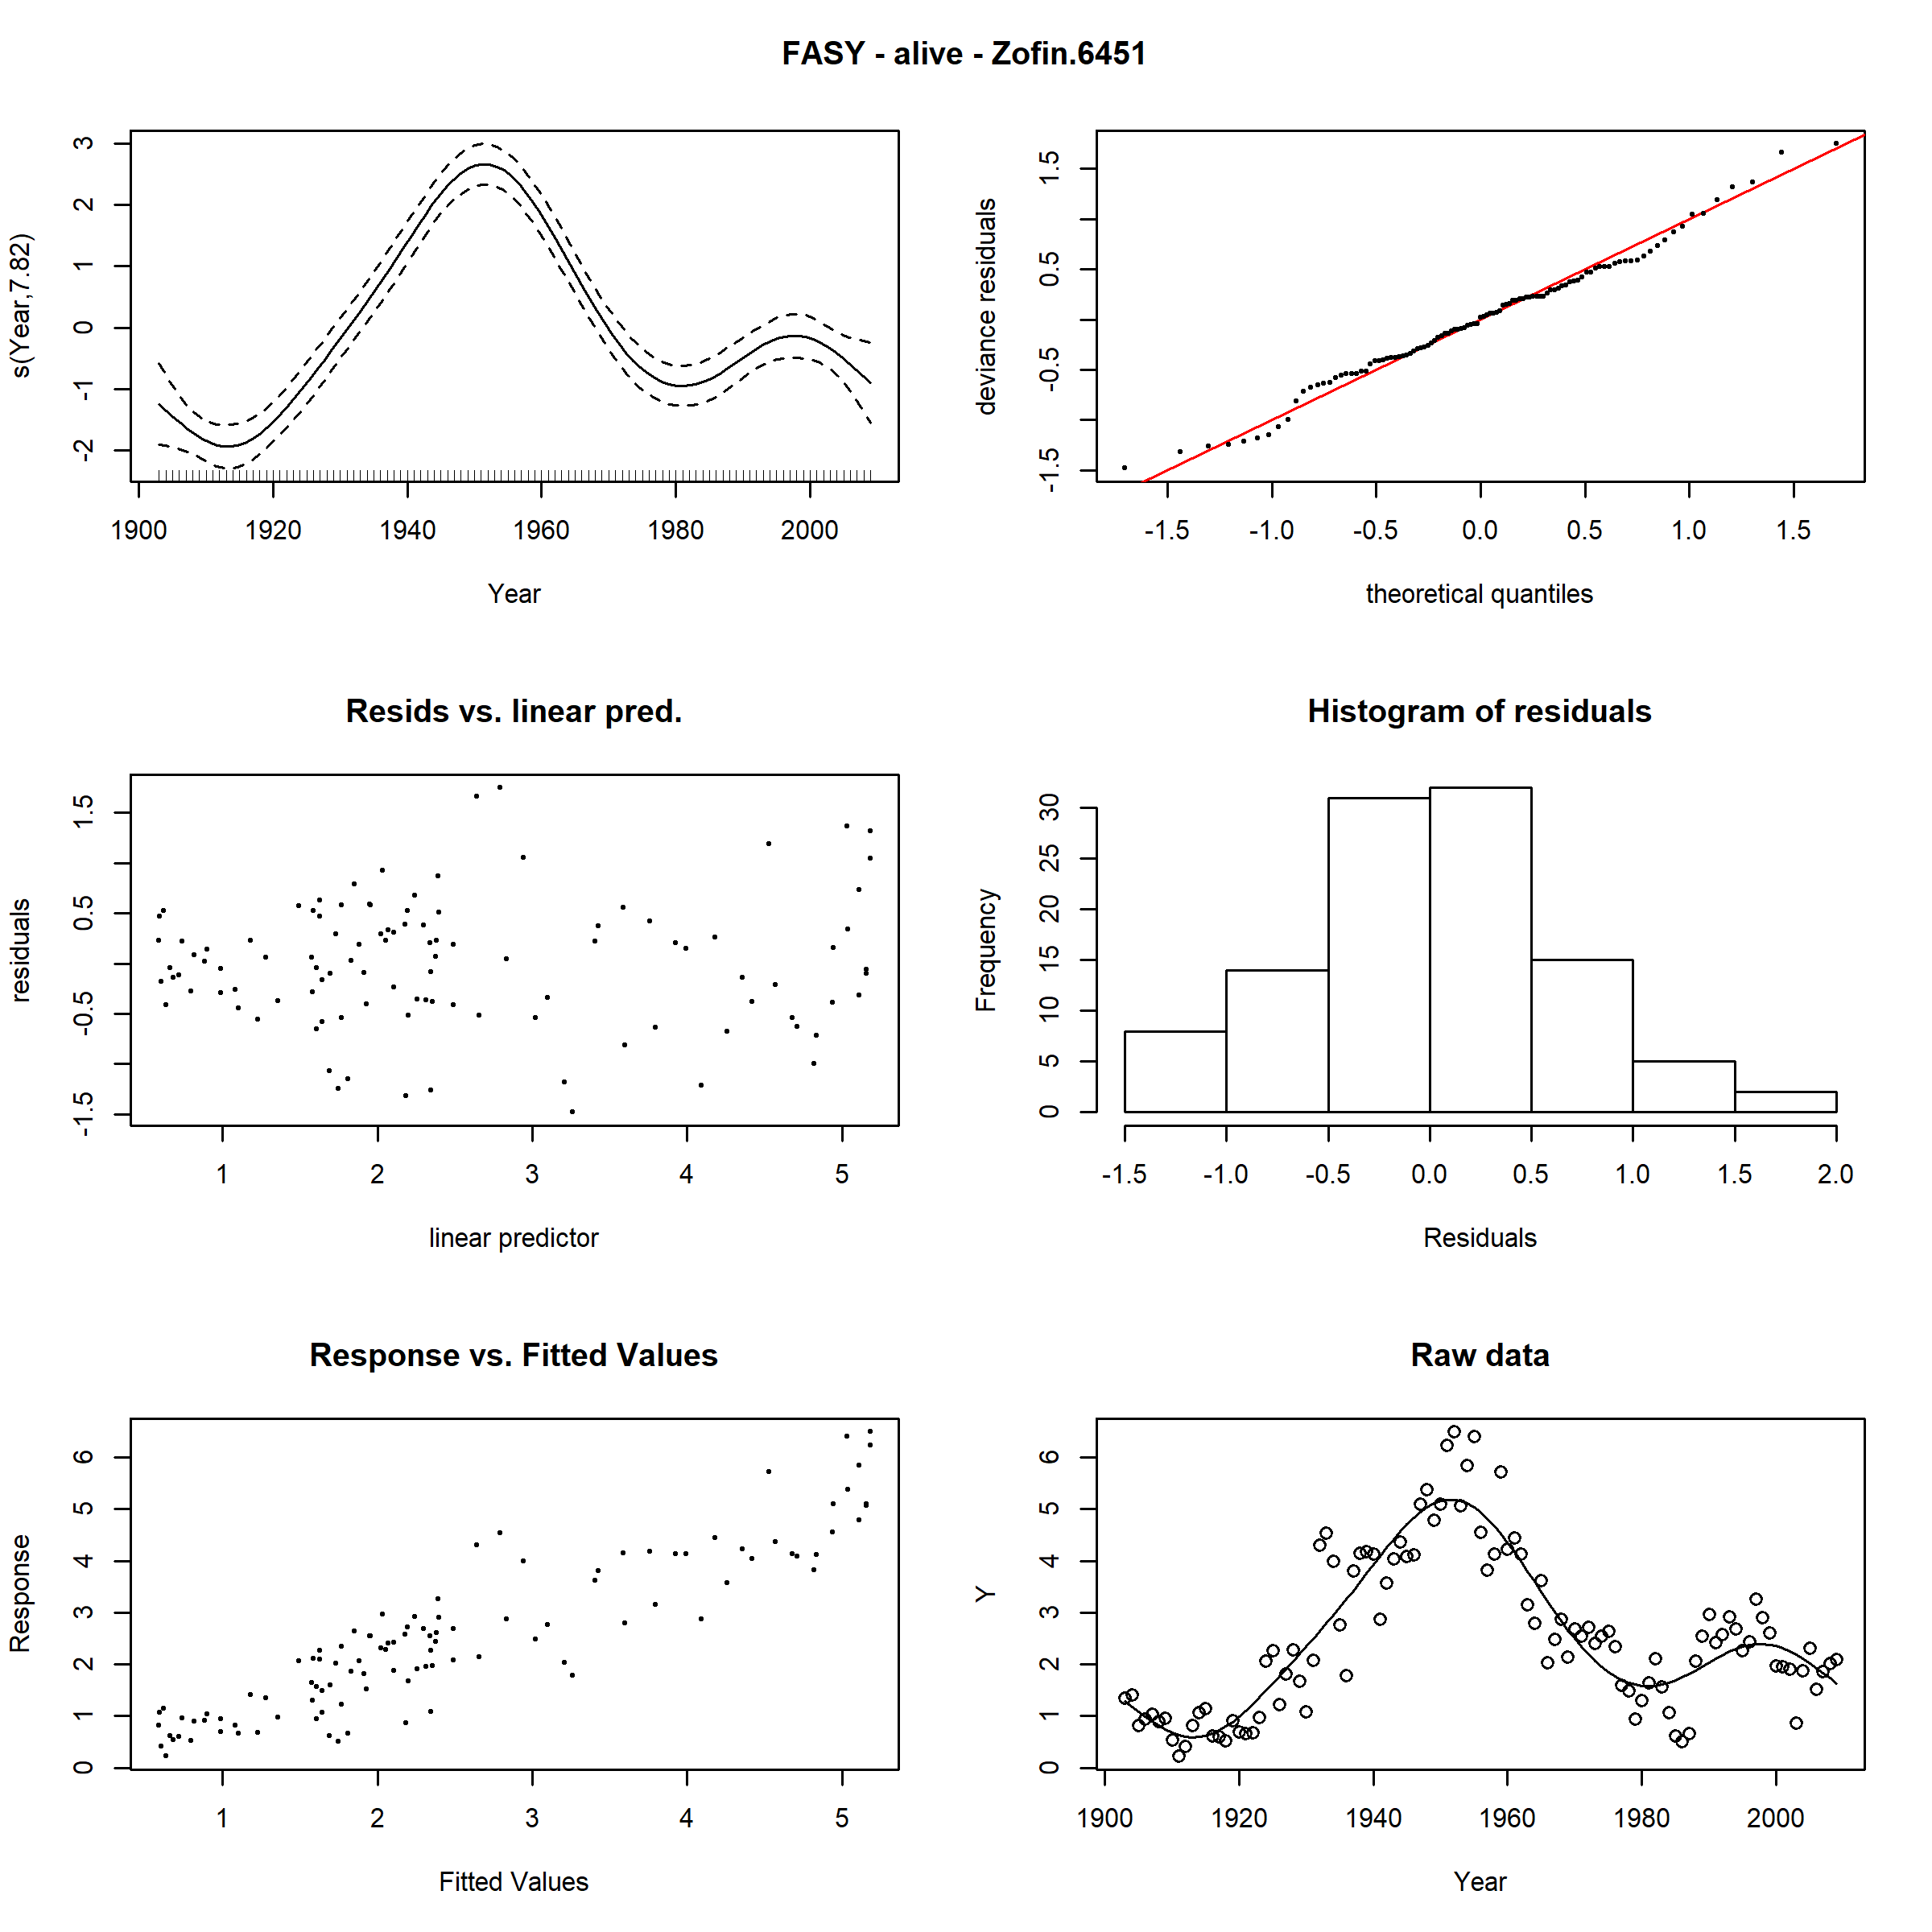 FASY - alive - Zofin.6451
s(Year,7.82)
3
2
1
0
-1
-2
1900 1920 1940 1960 1980 2000
Year
deviance residuals
1.5
0.5
-0.5
-1.5
-1.5 -1.0 -0.5 0.0 0.5 1.0 1.5
theoretical quantiles
Resids vs. linear pred.
residuals
1.5
0.5
-0.5
-1.5
1 2 3 4 5
linear predictor
Histogram of residuals
Frequency
30
25
20
15
10
5
0
-1.5 -1.0 -0.5 0.0 0.5 1.0 1.5 2.0
Residuals
Response vs. Fitted Values
Response
6
5
4
3
2
1
0
1 2 3 4 5
Fitted Values
Raw data
Y
6
5
4
3
2
1
0
1900 1920 1940 1960 1980 2000
Year